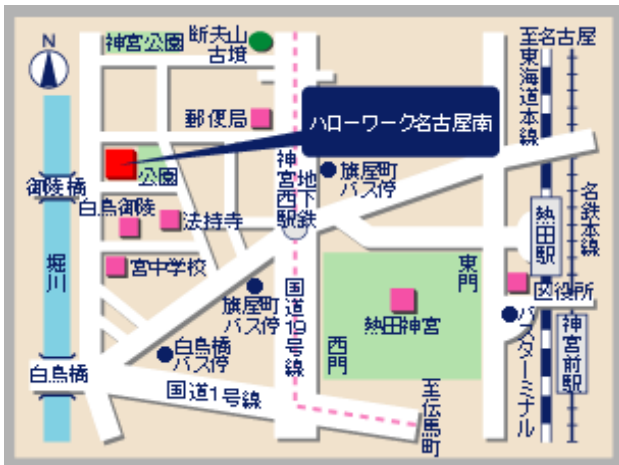 N
神宮公園
断夫山
古墳
至名古屋
至東海道本線
郵便局
ハローワーク名古屋南
公園
御陵橋
白鳥御陵
法持寺
地下鉄
神宮西駅
旗屋町
バス停
名鉄本線
熱田駅
堀川
宮中学校
旗屋町
バス停
国道19号線
東門
区役所
熱田神宮
西門
白鳥橋
バス停
バスターミナル
神宮前駅
白鳥橋
国道1号線
至伝馬町